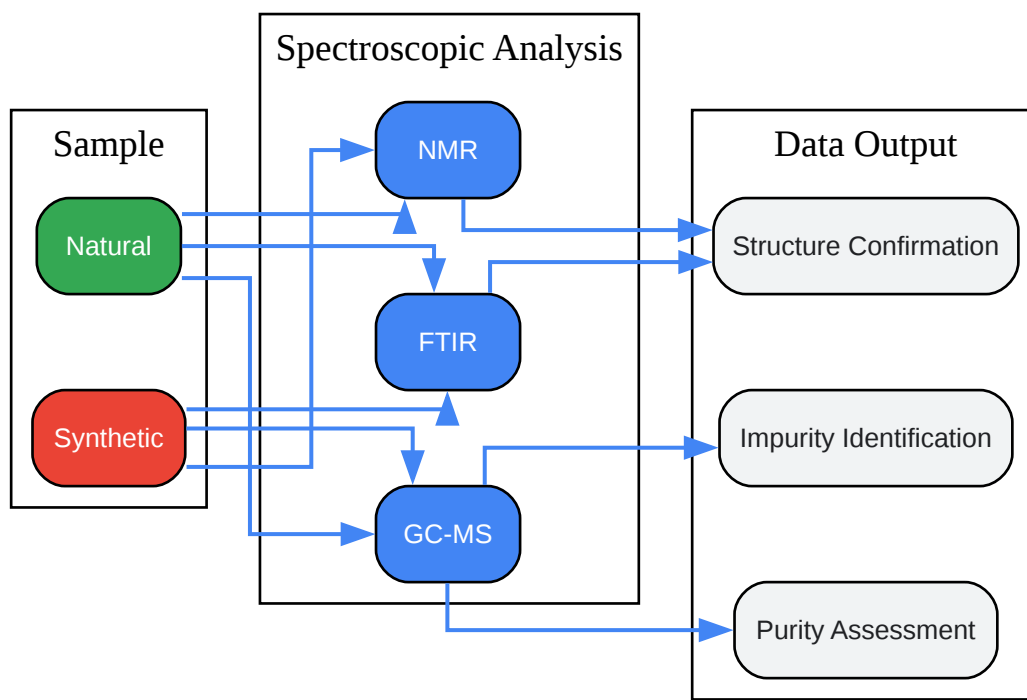 Spectroscopic Analysis
Sample
NMR
Data Output
Natural
Structure Confirmation
FTIR
Synthetic
Impurity Identification
GC-MS
Purity Assessment